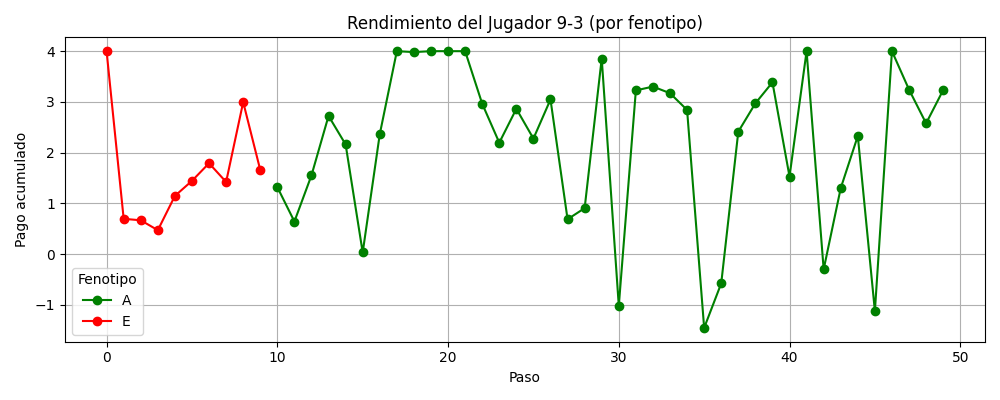 Rendimiento del Jugador 9-3 (por fenotipo)
Pago acumulado
4
3
2
1
0
−1
Fenotipo
A
E
0 10 20 30 40 50
Paso